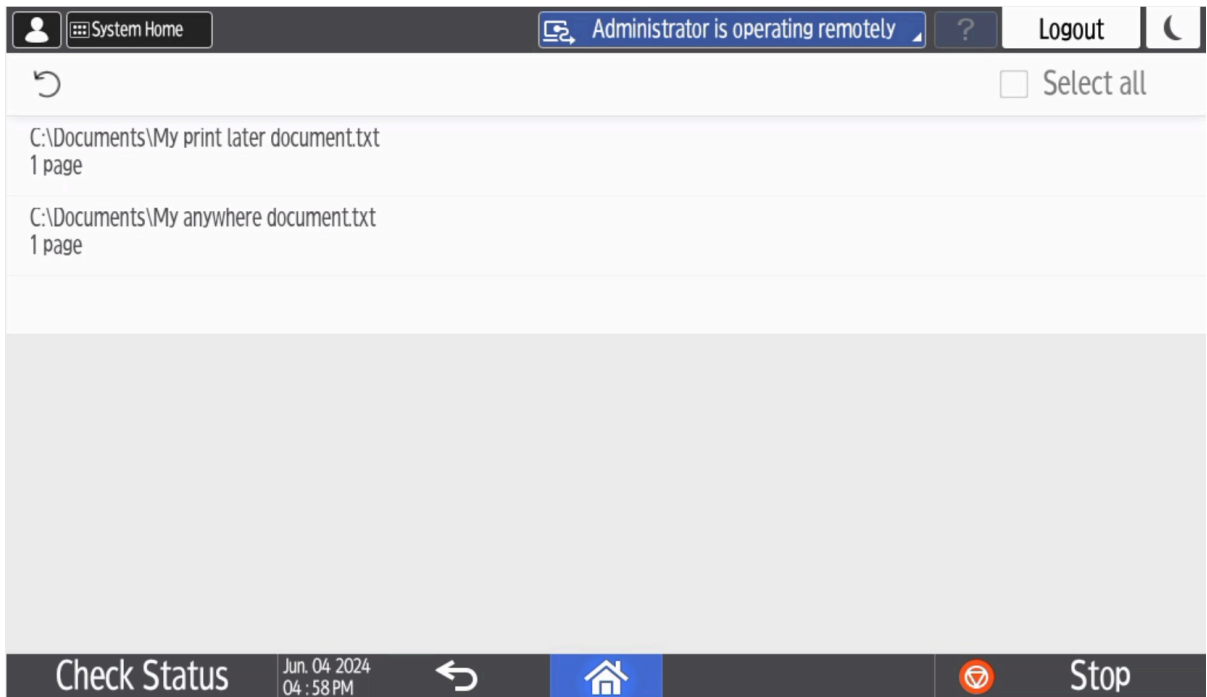 System Home
Administrator is operating remotely
?
Logout
Select all
C:\Documents\My print later document.txt
1 page
C:\Documents\My anywhere document.txt
1 page
Check Status
Jun. 04 2024
04 : 58 PM
Stop